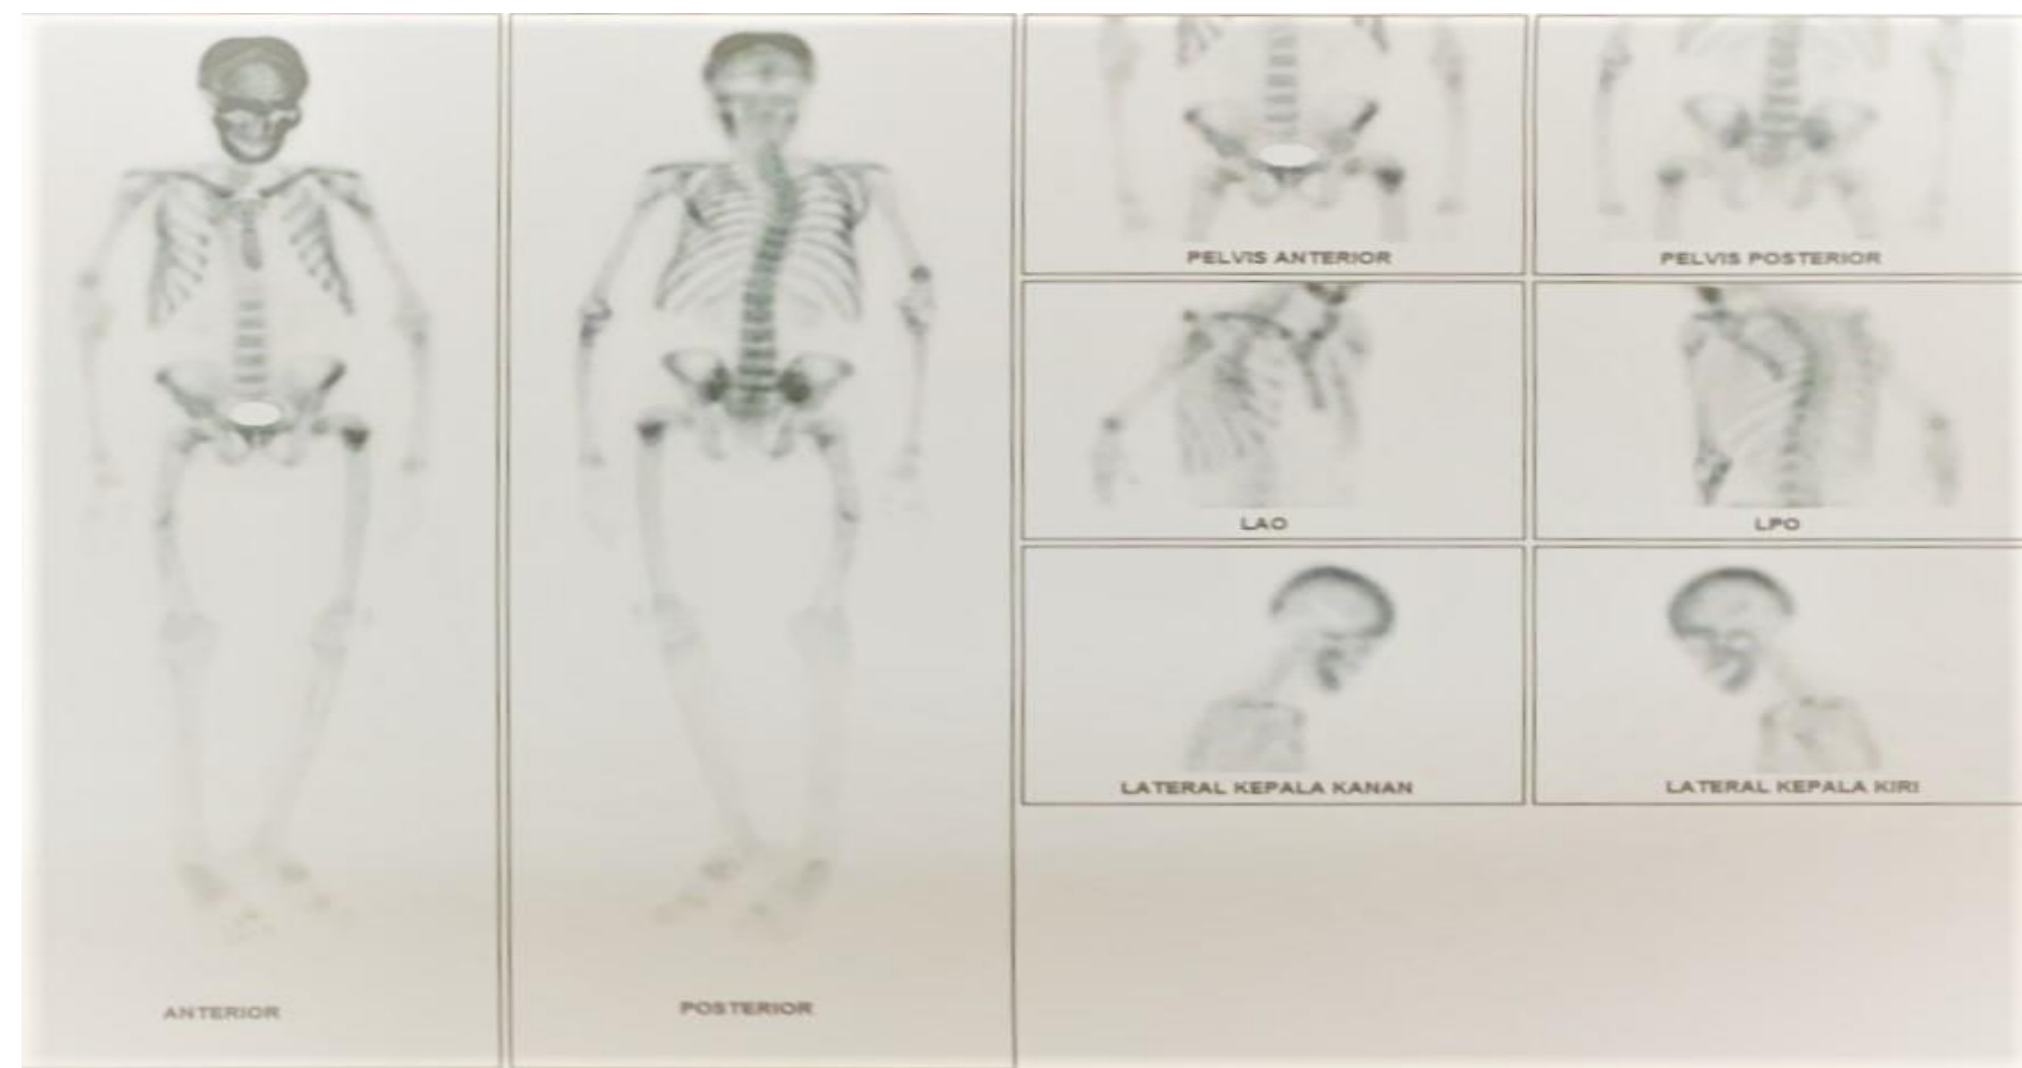 PELVIS ANTERIOR
PELVIS POSTERIOR
LAO
LPO
LATERAL KEPALA KANAN
LATERAL KEPALA KIRI
ANTERIOR
POSTERIOR